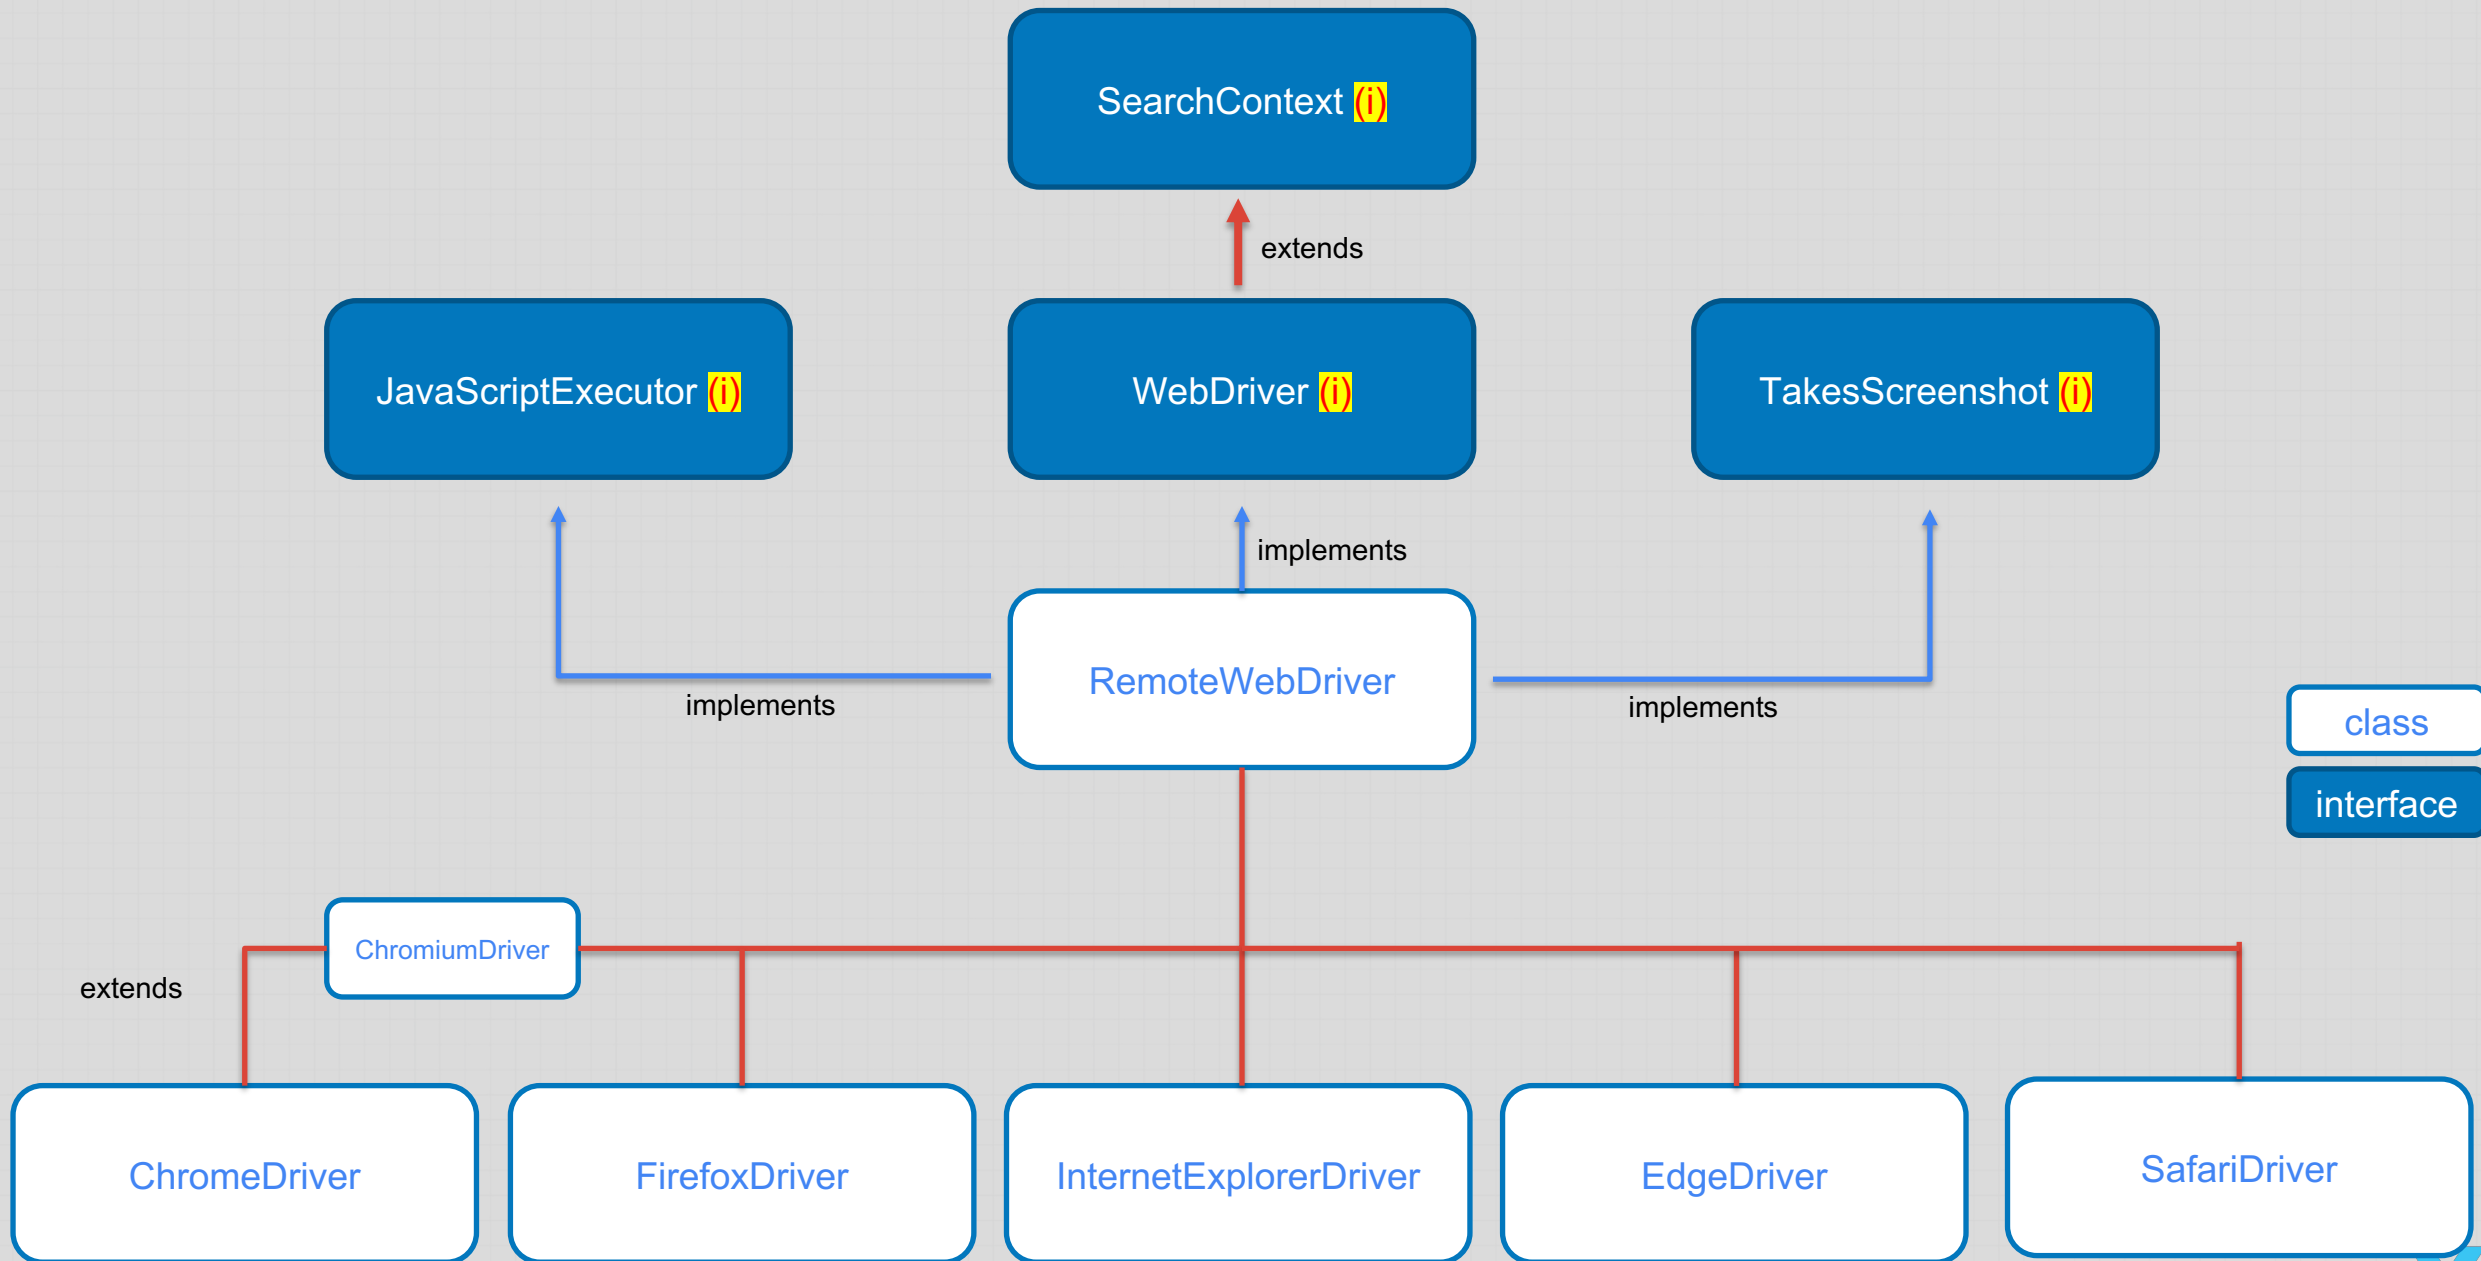 SearchContext (i)
extends
JavaScriptExecutor (i)
WebDriver (i)
TakesScreenshot (i)
implements
RemoteWebDriver
implements
implements
class
interface
ChromiumDriver
extends
ChromeDriver
FirefoxDriver
InternetExplorerDriver
EdgeDriver
SafariDriver